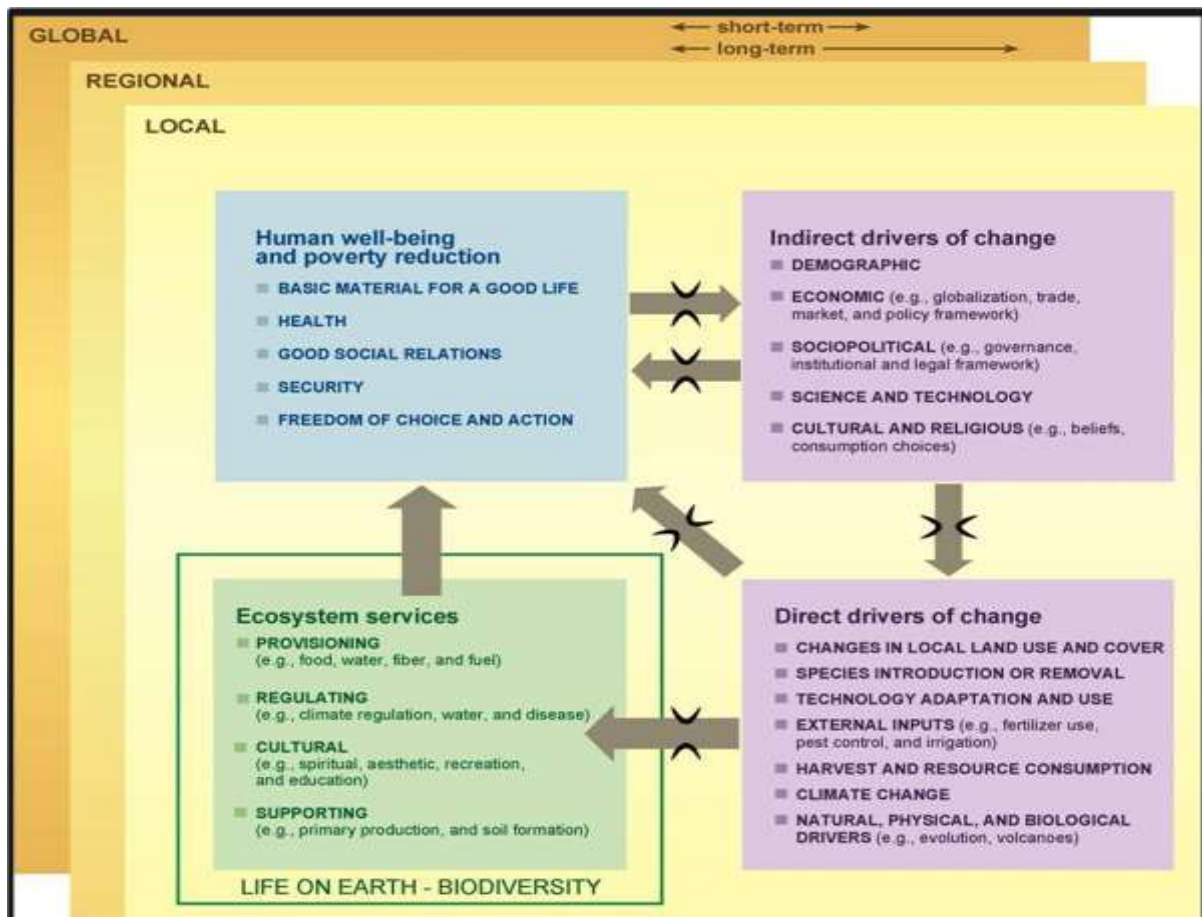 GLOBAL
short-term
long-term
REGIONAL
LOCAL
Human well-being
and poverty reduction
BASIC MATERIAL FOR A GOOD LIFE
HEALTH
GOOD SOCIAL RELATIONS
SECURITY
FREEDOM OF CHOICE AND ACTION
Indirect drivers of change
DEMOGRAPHIC
ECONOMIC (e.g., globalization, trade,
market, and policy framework)
SOCIOPOLITICAL (e.g., governance,
institutional and legal framework)
SCIENCE AND TECHNOLOGY
CULTURAL AND RELIGIOUS (e.g., beliefs,
consumption choices)
Ecosystem services
PROVISIONING
(e.g., food, water, fiber, and fuel)
REGULATING
(e.g., climate regulation, water, and disease)
CULTURAL
(e.g., spiritual, aesthetic, recreation,
and education)
SUPPORTING
(e.g., primary production, and soil formation)
LIFE ON EARTH - BIODIVERSITY
Direct drivers of change
CHANGES IN LOCAL LAND USE AND COVER
SPECIES INTRODUCTION OR REMOVAL
TECHNOLOGY ADAPTATION AND USE
EXTERNAL INPUTS (e.g., fertilizer use,
pest control, and irrigation)
HARVEST AND RESOURCE CONSUMPTION
CLIMATE CHANGE
NATURAL, PHYSICAL, AND BIOLOGICAL
DRIVERS (e.g., evolution, volcanoes)